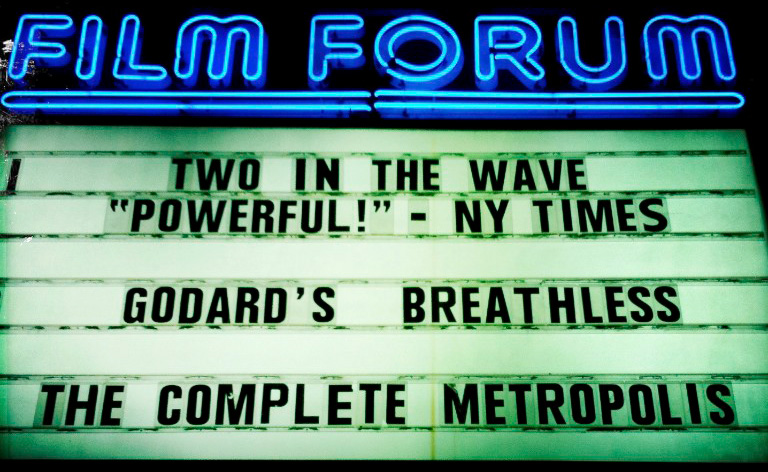 FILM FORUM
TWO IN THE WAVE
"POWERFUL!" - NY TIMES
GODARD'S BREATHLESS
THE COMPLETE METROPOLIS